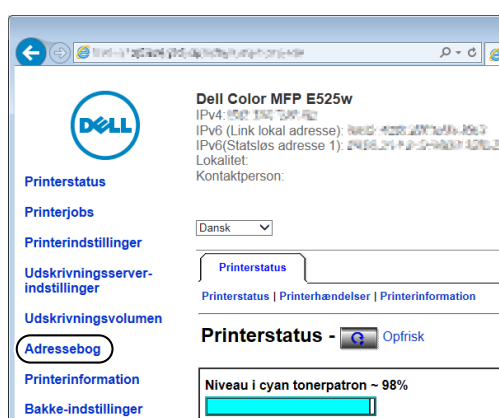 DELL
Dell Color MFP E525w
IPv4:
IPv6 (Link lokal adresse):
IPv6(Statsløs adresse 1):
Lokalitet:
Kontaktperson:
Printerstatus
Printerjobs
Printerindstillinger
Udskrivningsserver-
indstillinger
Udskrivningsvolumen
Adressebog
Printerinformation
Bakke-indstillinger
Dansk
Printerstatus
Printerstatus | Printerhændelser | Printerinformation
Printerstatus - Opfrisk
Niveau i cyan tonerpatron ~ 98%